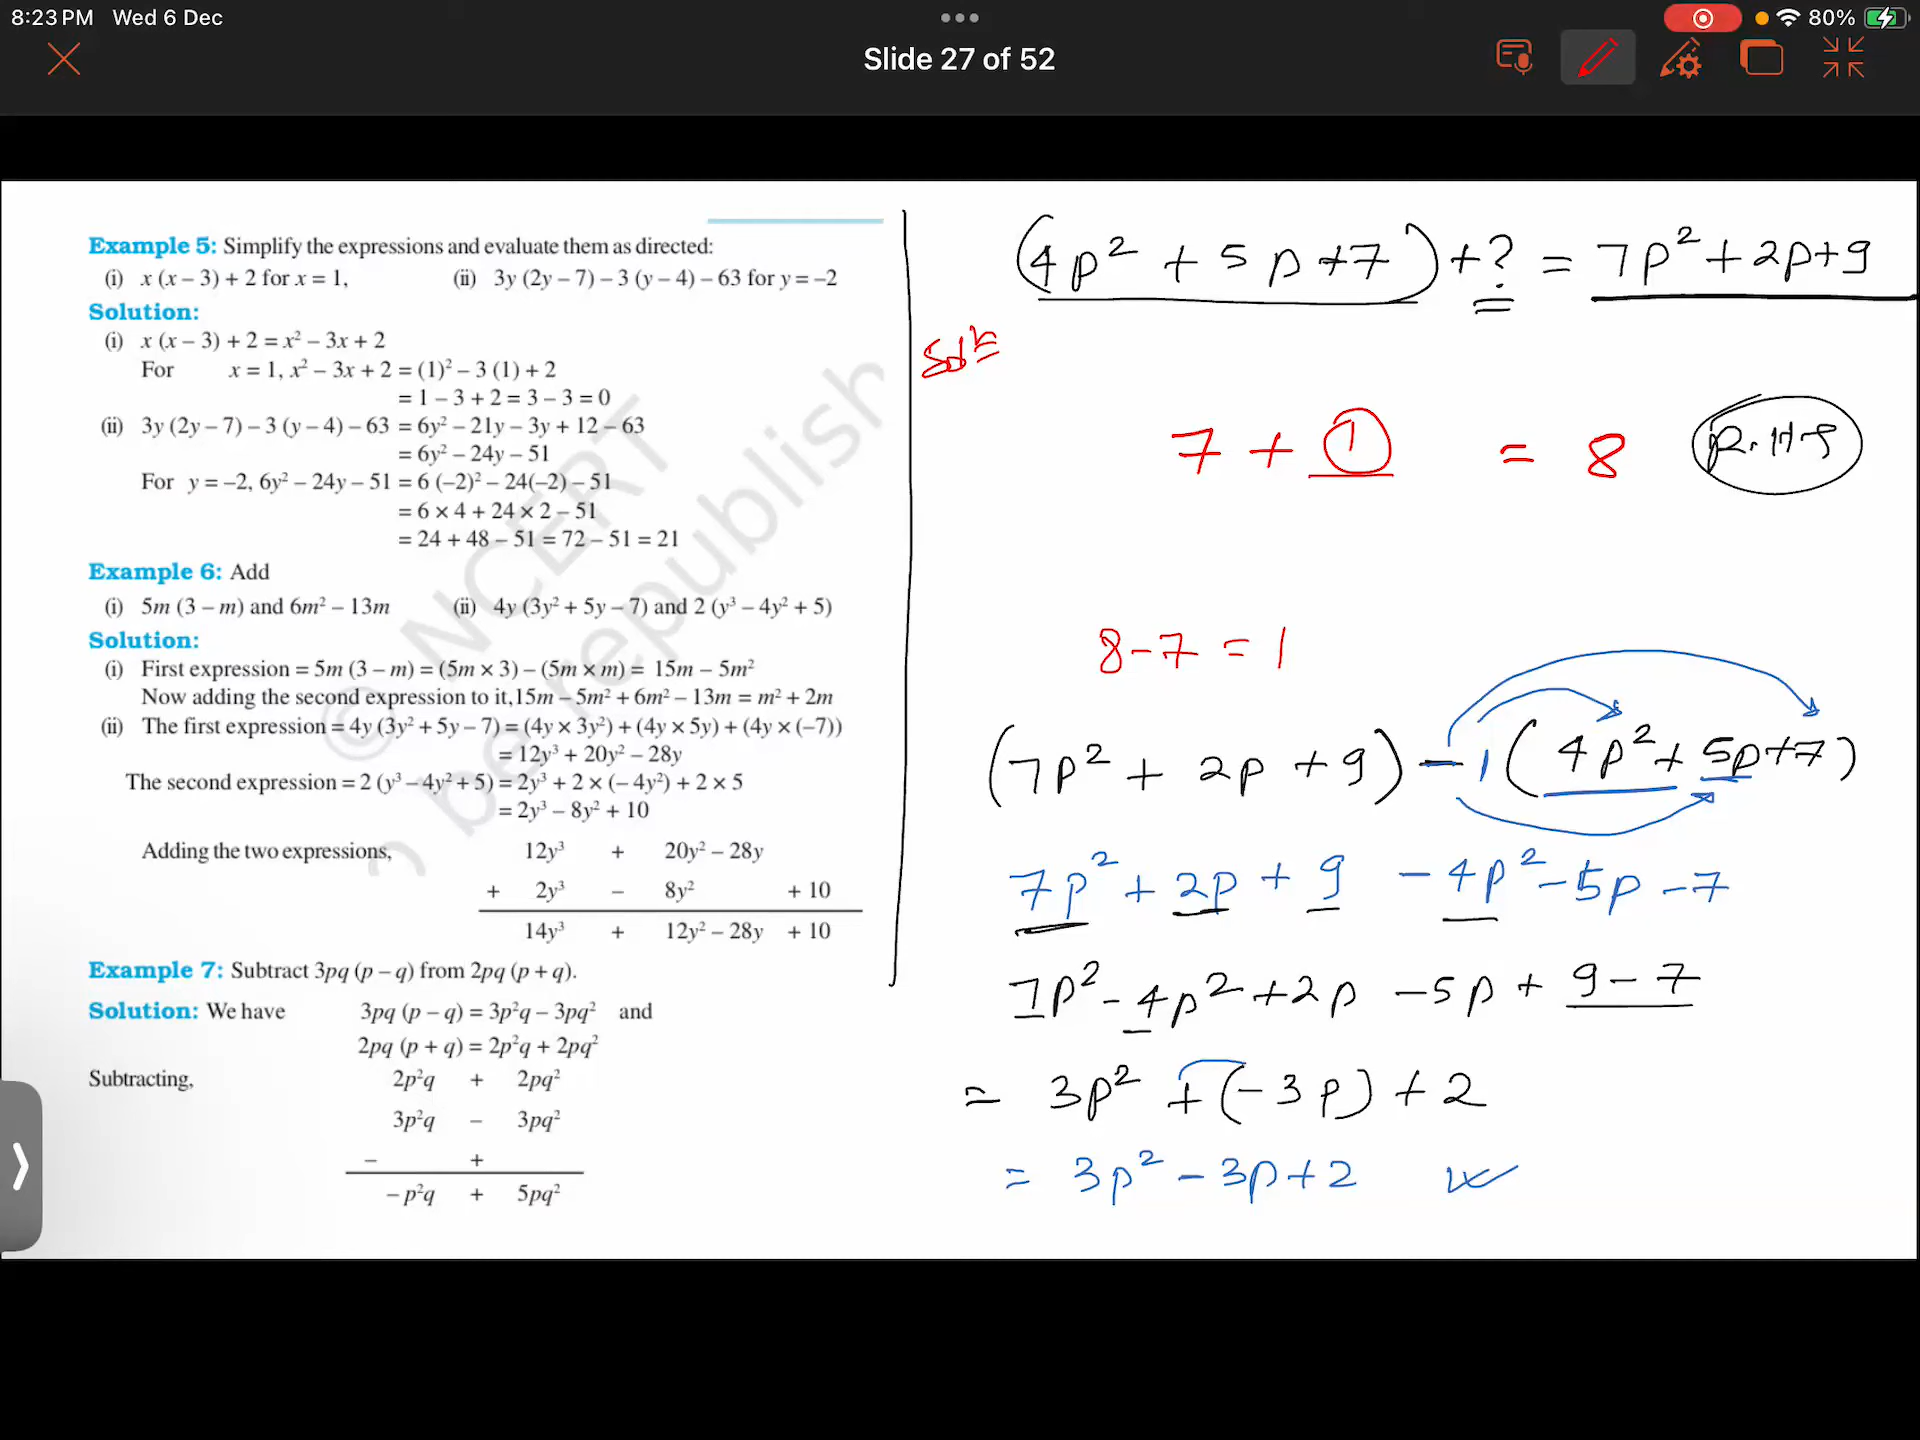 8:23 PM Wed 6 Dec
80%
Slide 27 of 52
Example 5: Simplify the expressions and evaluate them as directed:
(i) x (x – 3) + 2 for x = 1, (ii) 3y (2y – 7) – 3 (y – 4) – 63 for y = –2
Solution:
(i) x (x – 3) + 2 = x² – 3x + 2
For x = 1, x² – 3x + 2 = (1)² – 3 (1) + 2
= 1 – 3 + 2 = 3 – 3 = 0
(ii) 3y (2y – 7) – 3 (y – 4) – 63 = 6y² – 21y – 3y + 12 – 63
= 6y² – 24y – 51
For y = –2, 6y² – 24y – 51 = 6 (–2)² – 24(–2) – 51
= 6 × 4 + 24 × 2 – 51
= 24 + 48 – 51 = 72 – 51 = 21
Example 6: Add
(i) 5m (3 – m) and 6m² – 13m (ii) 4y (3y² + 5y – 7) and 2 (y³ – 4y² + 5)
Solution:
(i) First expression = 5m (3 – m) = (5m × 3) – (5m × m) = 15m – 5m²
Now adding the second expression to it,15m – 5m² + 6m² – 13m = m² + 2m
(ii) The first expression = 4y (3y² + 5y – 7) = (4y × 3y²) + (4y × 5y) + (4y × (–7))
= 12y³ + 20y² – 28y
The second expression = 2 (y³ – 4y² + 5) = 2y³ + 2 × (– 4y²) + 2 × 5
= 2y³ – 8y² + 10
Adding the two expressions, 12y³ + 20y² – 28y
+ 2y³ – 8y² + 10
14y³ + 12y² – 28y + 10
Example 7: Subtract 3pq (p – q) from 2pq (p + q).
Solution: We have 3pq (p – q) = 3p²q – 3pq² and
2pq (p + q) = 2p²q + 2pq²
Subtracting, 2p²q + 2pq²
3p²q – 3pq²
– +
– p²q + 5pq²
© NCERT
be republish
(4p² + 5p + 7) + ? = 7p² + 2p + 9
Solⁿ
7 + 1 = 8
8 - 7 = 1
(7p² + 2p + 9) - 1 (4p² + 5p + 7)
7p² + 2p + 9 - 4p² - 5p - 7
7p² - 4p² + 2p - 5p + 9 - 7
= 3p² + (-3p) + 2
= 3p² - 3p + 2